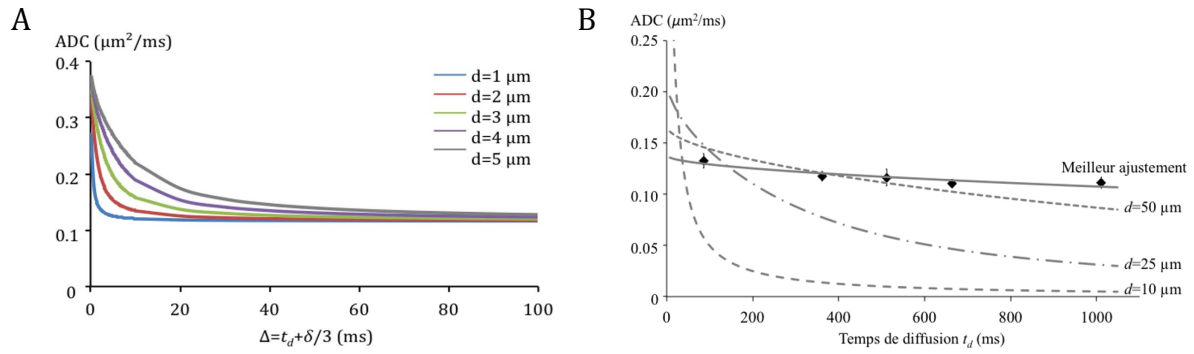 A
ADC (μm²/ms)
0.4
0.3
0.2
0.1
0
0 20 40 60 80 100
Δ=t_d+δ/3 (ms)
d=1 μm
d=2 μm
d=3 μm
d=4 μm
d=5 μm
B
ADC (μm²/ms)
0.25
0.20
0.15
0.10
0.05
0
0 200 400 600 800 1000
Temps de diffusion t_d (ms)
Meilleur ajustement
d=50 μm
d=25 μm
d=10 μm